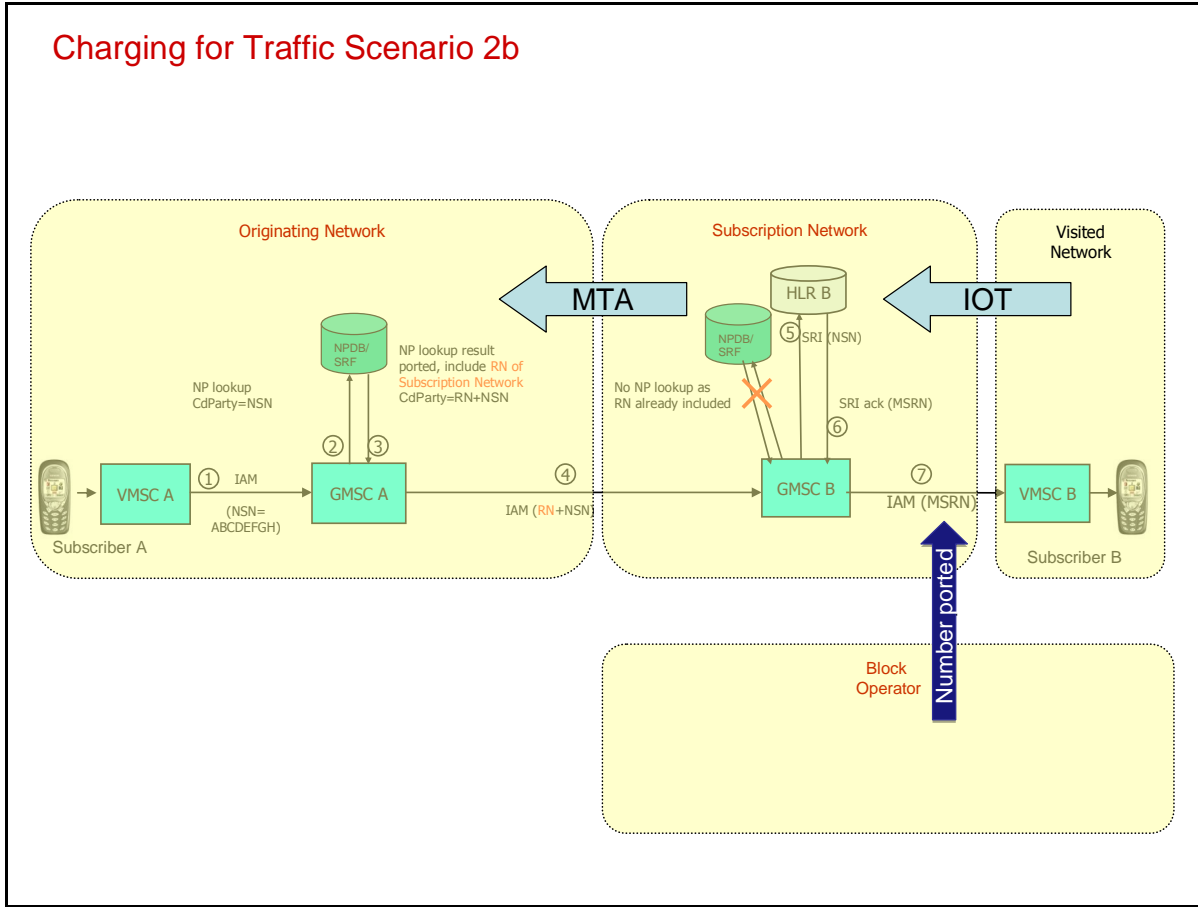 Charging for Traffic Scenario 2b
Originating Network
Subscription Network
Visited
Network
MTA
IOT
HLR B
NPDB/
SRF
NP lookup result
ported, include RN of
Subscription Network
CdParty=RN+NSN
NP lookup
CdParty=NSN
NPDB/
SRF
5
SRI (NSN)
No NP lookup as
RN already included
SRI ack (MSRN)
6
2
3
1
IAM
(NSN=
ABCDEFGH)
VMSC A
GMSC A
4
IAM (RN+NSN)
GMSC B
7
IAM (MSRN)
VMSC B
Subscriber A
Subscriber B
Number ported
Block
Operator